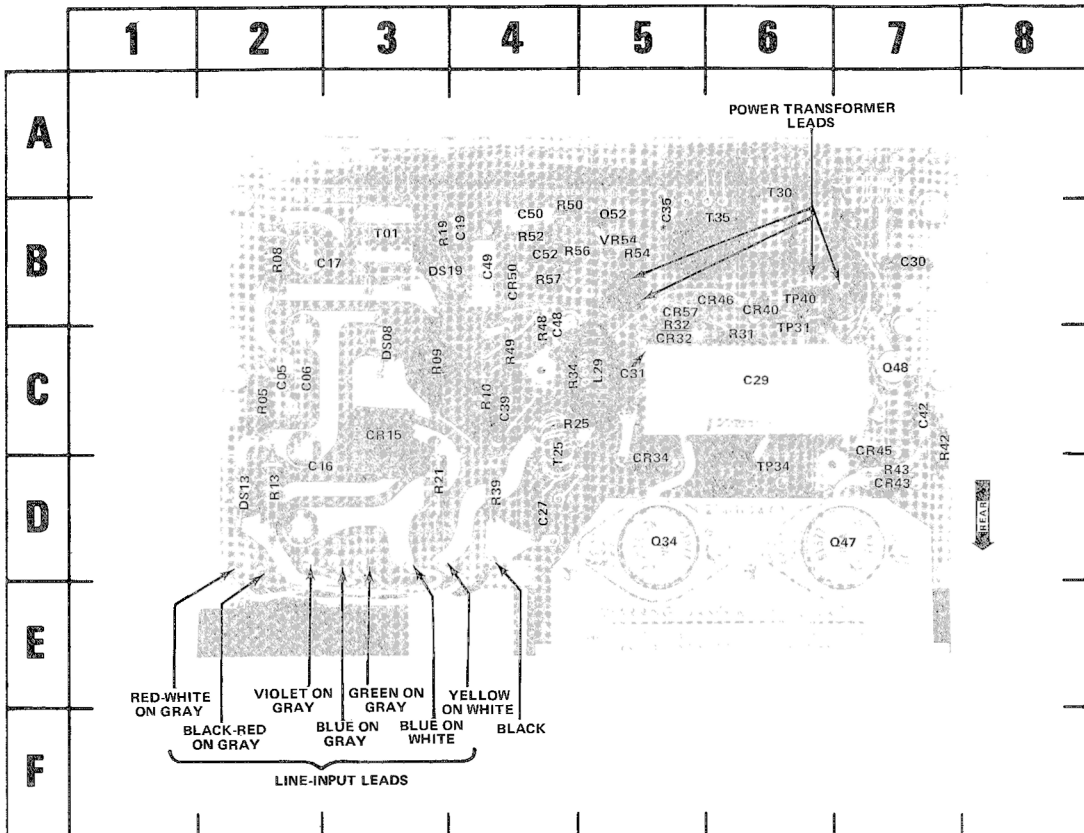 1 2 3 4 5 6 7 8
A
POWER TRANSFORMER
LEADS
T30
B
R08
C17
T01
R19
C19
DS19
C49
C50
R50
R52
C52
R56
CR50
R57
O52
VR54
R54
C35
T35
C30
CR46
CR57
CR40
TP40
R32
CR32
R31
TP31
C
R05
C05
C06
DS08
R09
R10
C39
R49
R48
C48
R34
L29
C31
C29
Q48
C42
R42
R25
CR15
C16
T25
CR34
TP34
CR45
R43
CR43
D
DS13
R13
R21
R39
C27
Q34
Q47
REAR
E
RED-WHITE
ON GRAY
BLACK-RED
ON GRAY
VIOLET ON
GRAY
BLUE ON
GRAY
GREEN ON
GRAY
BLUE ON
WHITE
YELLOW
ON WHITE
BLACK
F
LINE-INPUT LEADS